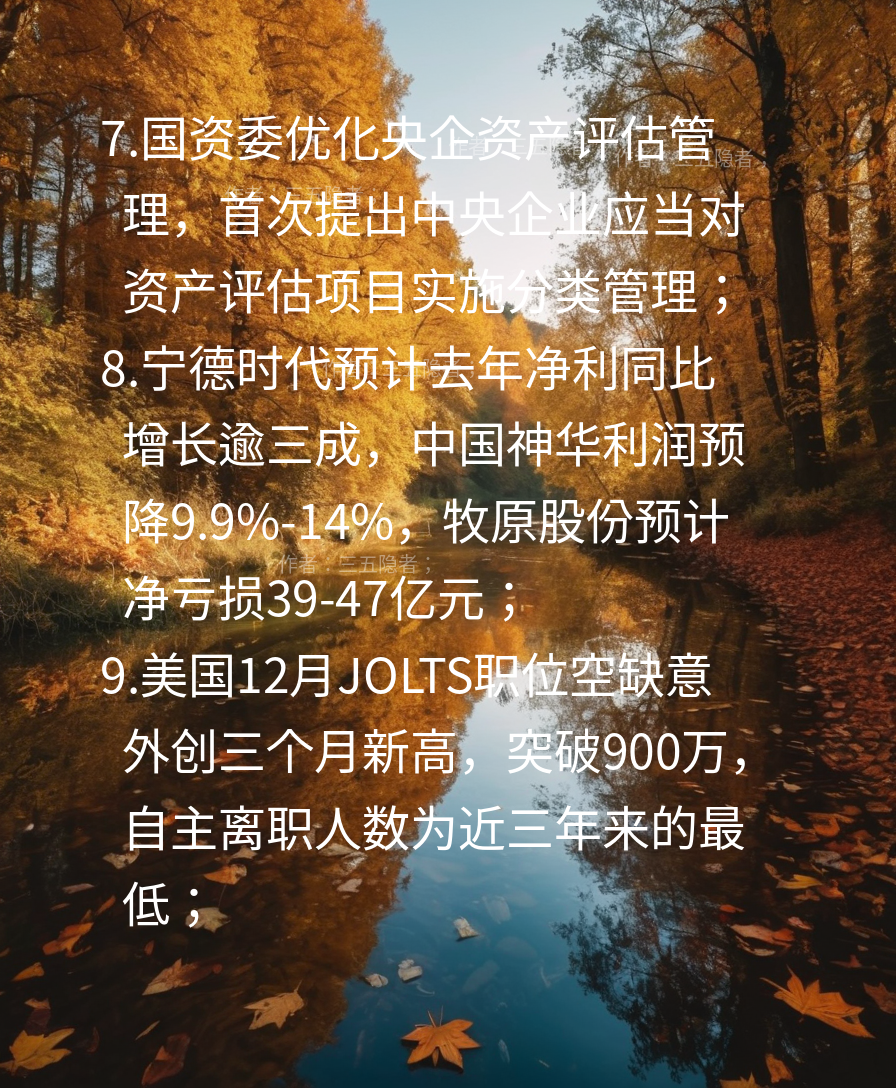 7.国资委优化央企资产评估管
理，首次提出中央企业应当对
资产评估项目实施分类管理；
8.宁德时代预计去年净利同比
增长逾三成，中国神华利润预
降9.9%-14%，牧原股份预计
作者：三五隐者；
净亏损39-47亿元；
9.美国12月JOLTS职位空缺意
外创三个月新高，突破900万，
自主离职人数为近三年来的最
低；